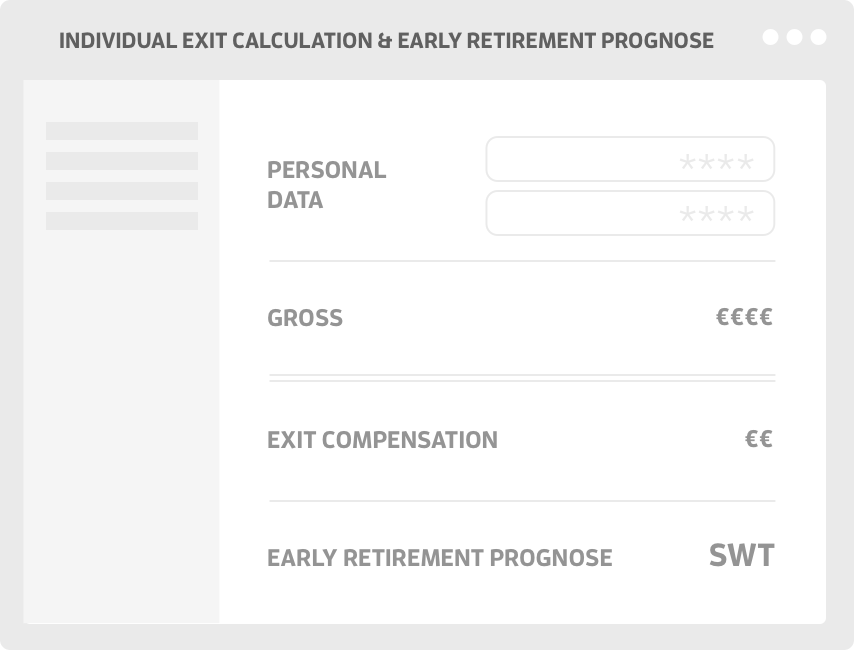 INDIVIDUAL EXIT CALCULATION & EARLY RETIREMENT PROGNOSE
PERSONAL
DATA
****
****
GROSS
€€€€
EXIT COMPENSATION
€€
EARLY RETIREMENT PROGNOSE
SWT